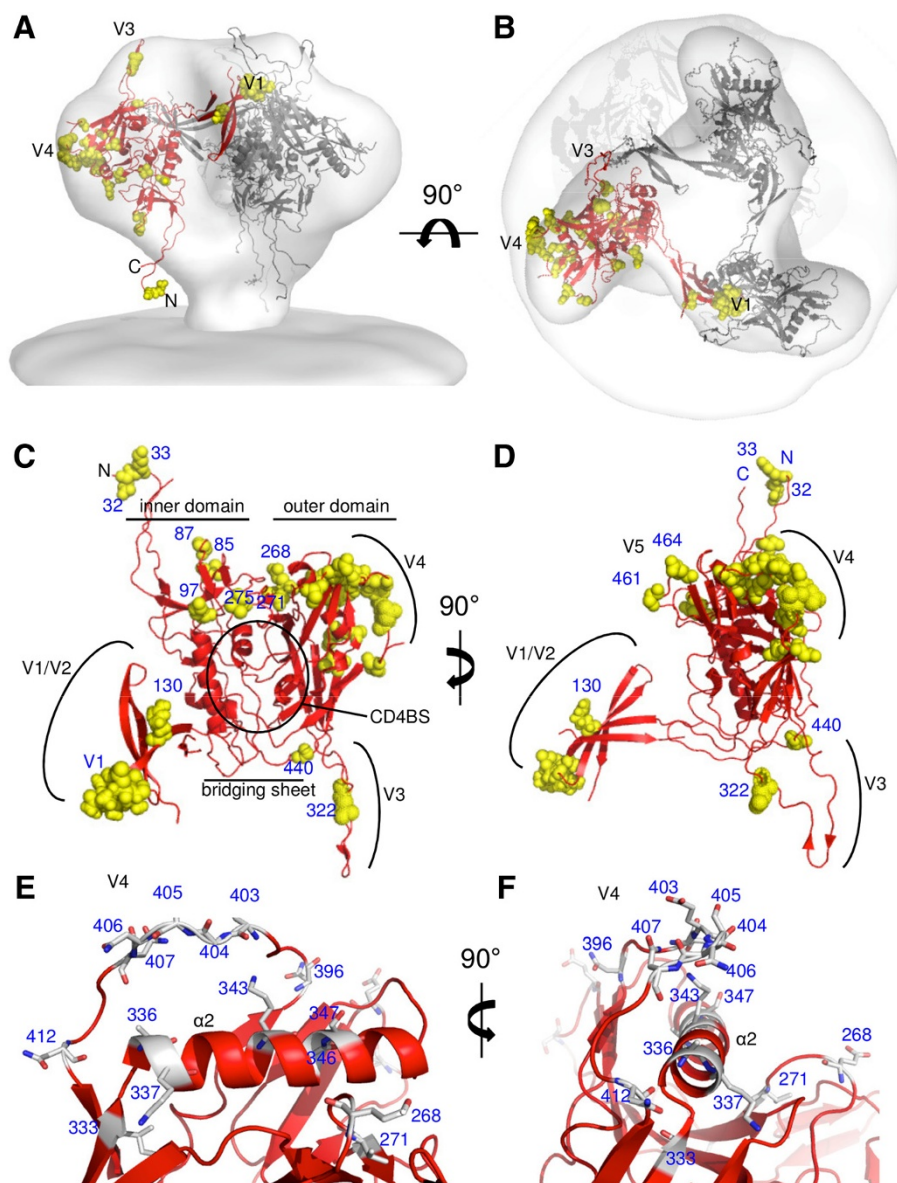 A
V3
V1
V4
C
N
90°
B
V3
V4
V1
C
33
N
32
inner domain
outer domain
87
85
268
V4
97
275
271
V1/V2
130
CD4BS
V1
440
bridging sheet
322
V3
90°
D
33
N
C
32
V5
464
V4
461
V1/V2
130
440
322
V3
E
V4
405
403
406
404
407
396
343
336
α2
347
412
346
337
268
333
271
90°
F
V4
403
405
407
404
396
406
343
347
α2
336
268
271
412
337
333